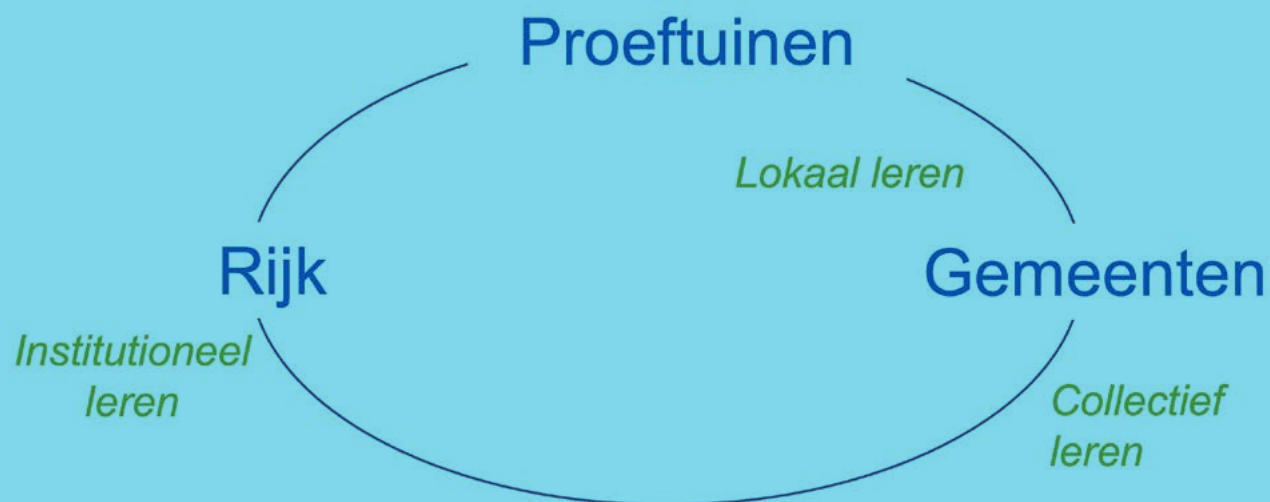 Proeftuinen
Lokaal leren
Rijk
Gemeenten
Institutioneel
leren
Collectief
leren